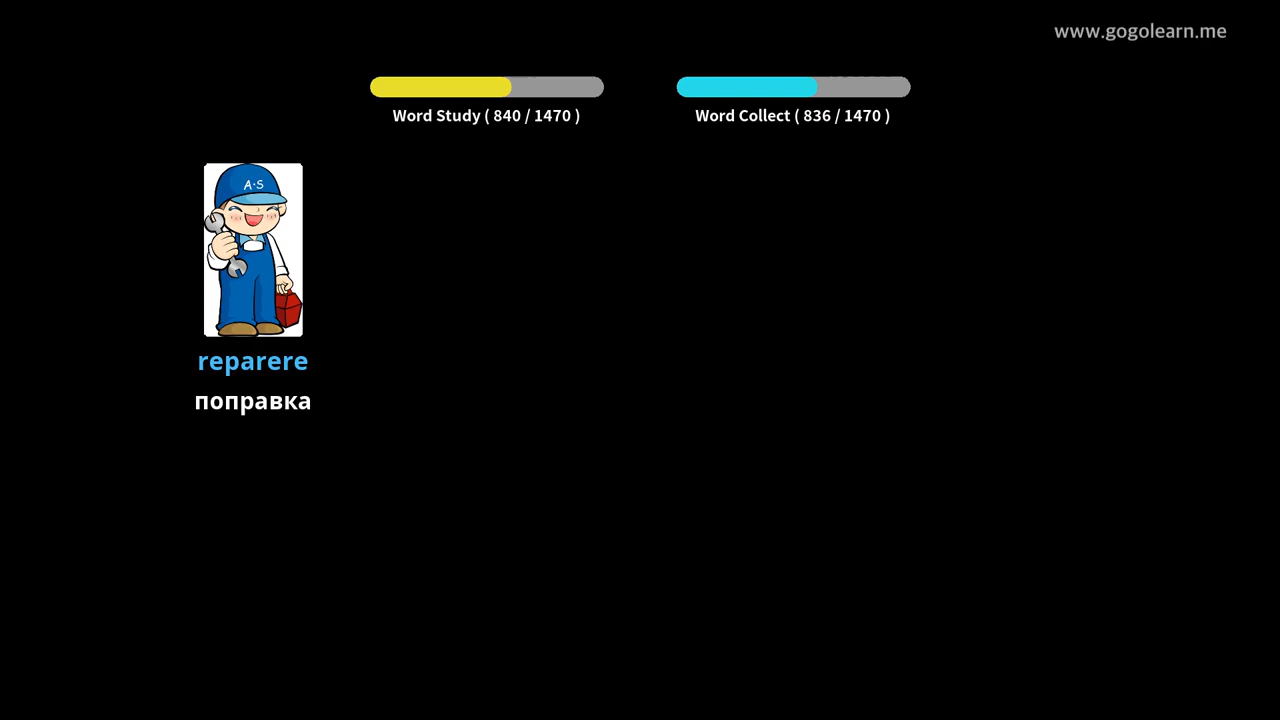 www.gogolearn.me
Word Study ( 840 / 1470 )
Word Collect ( 836 / 1470 )
A·S
reparere
поправка